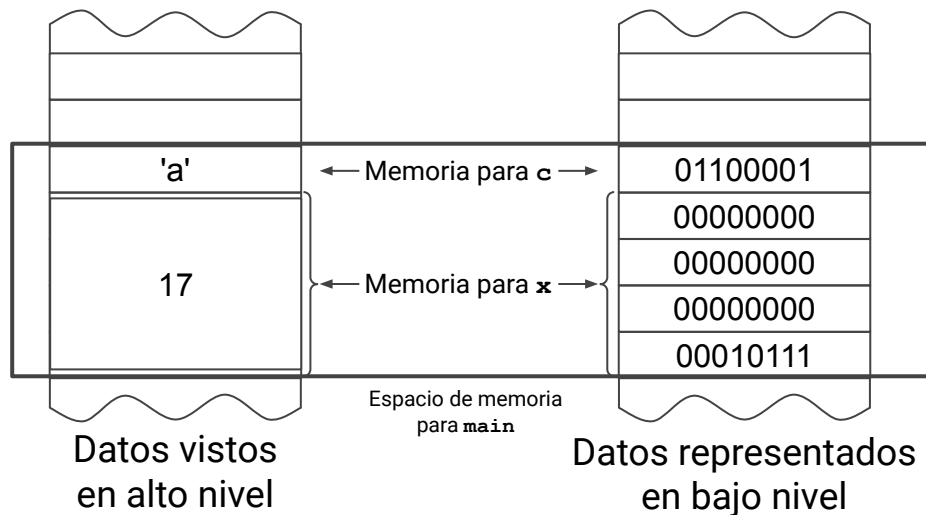 'a'
Memoria para c
01100001
00000000
00000000
17
Memoria para x
00000000
00010111
Espacio de memoria
para main
Datos vistos
en alto nivel
Datos representados
en bajo nivel